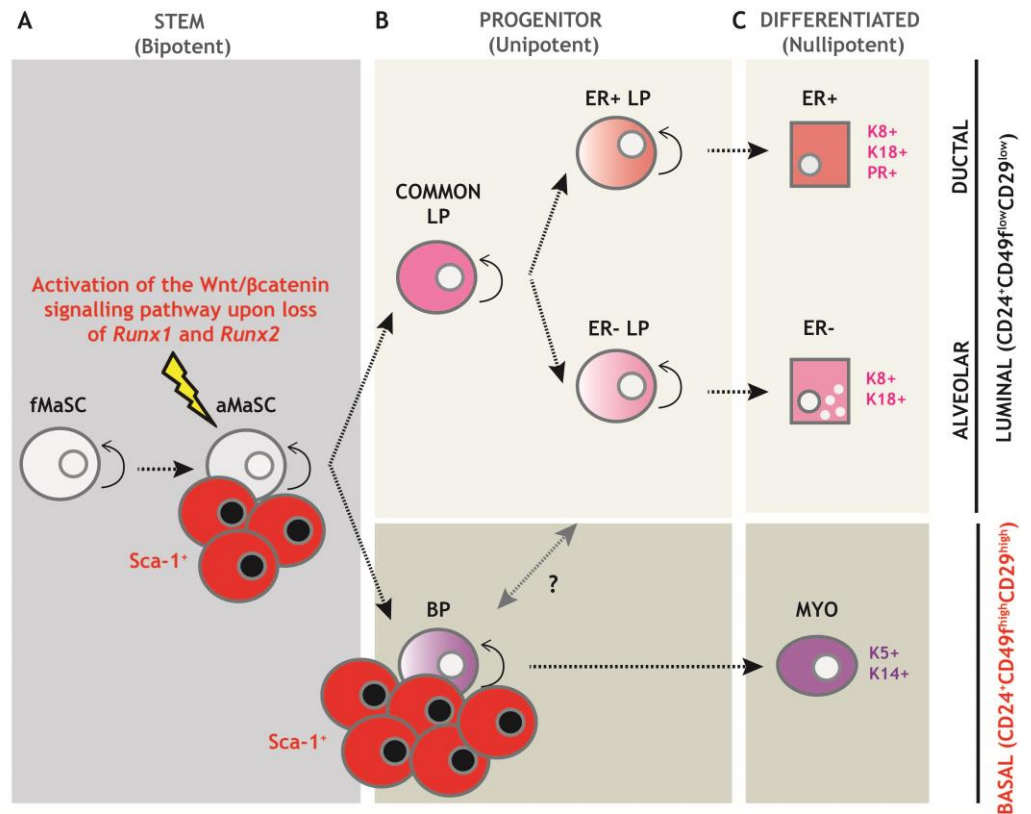 A
STEM
(Bipotent)
B
PROGENITOR
(Unipotent)
C
DIFFERENTIATED
(Nullipotent)
ER+ LP
ER+
K8+
K18+
PR+
COMMON
LP
Activation of the Wnt/βcatenin
signalling pathway upon loss
of Runx1 and Runx2
ER- LP
ER-
K8+
K18+
fMaSC
aMaSC
Sca-1⁺
?
BP
MYO
K5+
K14+
Sca-1⁺
DUCTAL
ALVEOLAR
LUMINAL (CD24⁺CD49fˡᵒʷCD29ˡᵒʷ)
BASAL (CD24⁺CD49fʰⁱᵍʰCD29ʰⁱᵍʰ)